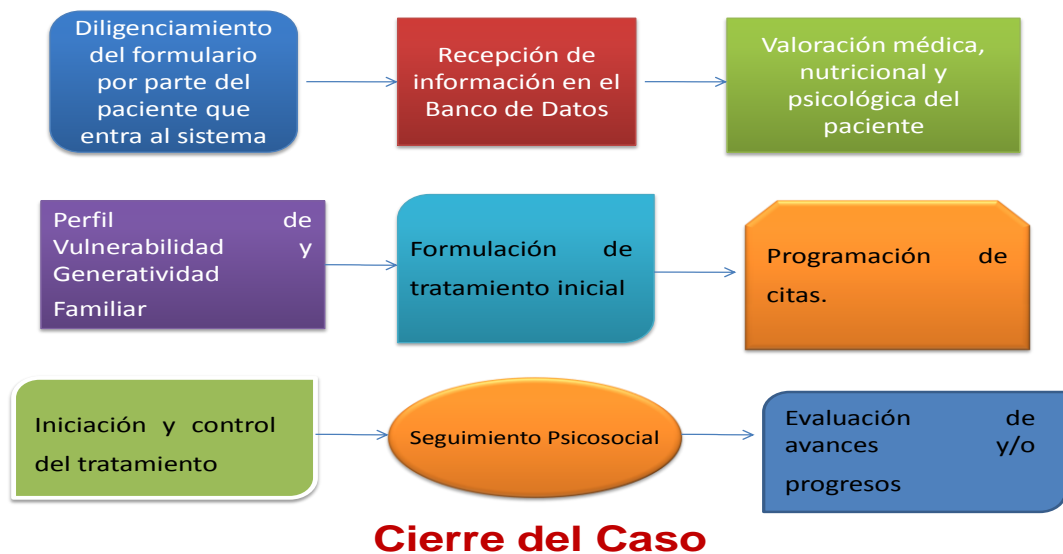 Diligenciamiento
del formulario
por parte del
paciente que
entra al sistema
Recepción de
información en el
Banco de Datos
Valoración médica,
nutricional y
psicológica del
paciente
Perfil de
Vulnerabilidad y
Generatividad
Familiar
Formulación de
tratamiento inicial
Programación de
citas.
Iniciación y control
del tratamiento
Seguimiento Psicosocial
Evaluación de
avances y/o
progresos
Cierre del Caso